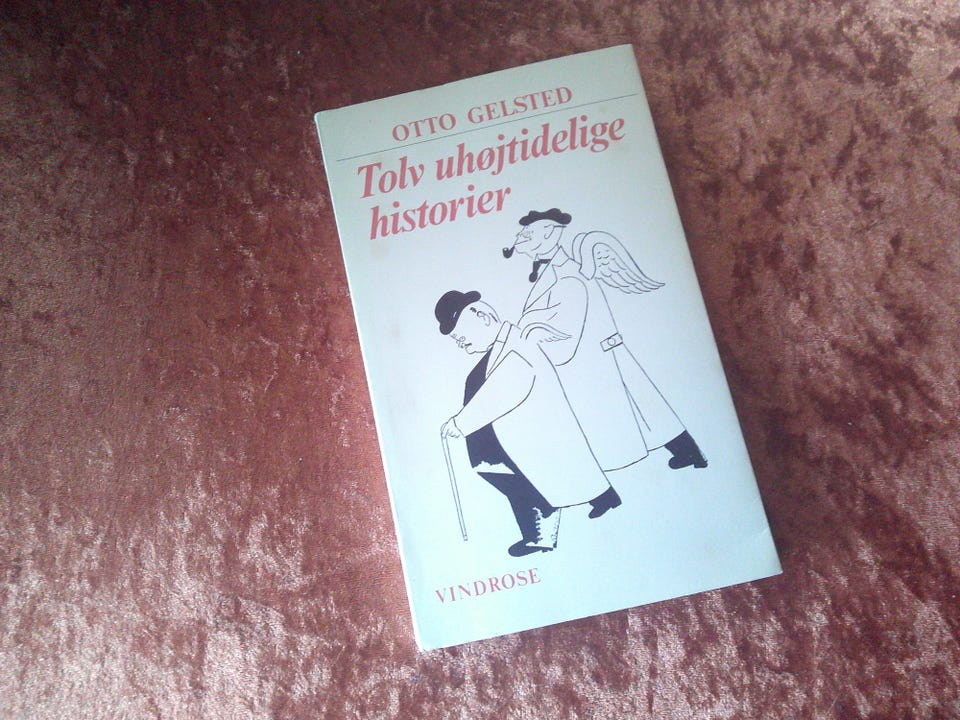 OTTO GELSTED
Tolv uhøjtidelige
historier
VINDROSE